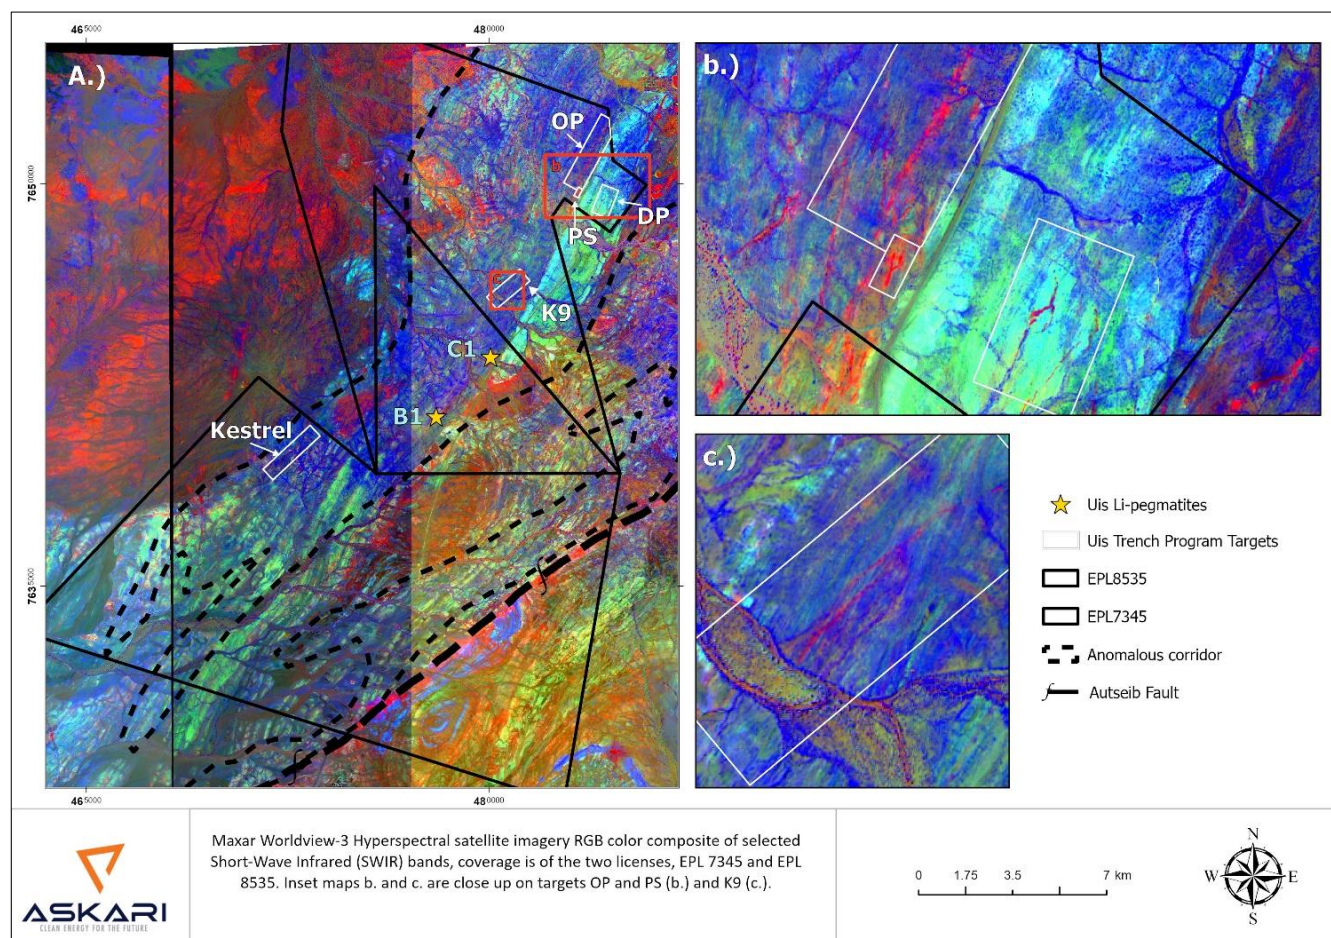 465000
480000
A.)
OP
DP
PS
K9
C1
B1
Kestrel
7650000
7635000
465000
480000
b.)
c.)
Uis Li-pegmatites
Uis Trench Program Targets
EPL8535
EPL7345
Anomalous corridor
Autseib Fault
ASKARI
CLEAN ENERGY FOR THE FUTURE
Maxar Worldview-3 Hyperspectral satellite imagery RGB color composite of selected
Short-Wave Infrared (SWIR) bands, coverage is of the two licenses, EPL 7345 and EPL
8535. Inset maps b. and c. are close up on targets OP and PS (b.) and K9 (c.).
0 1.75 3.5 7 km
N
W E
S